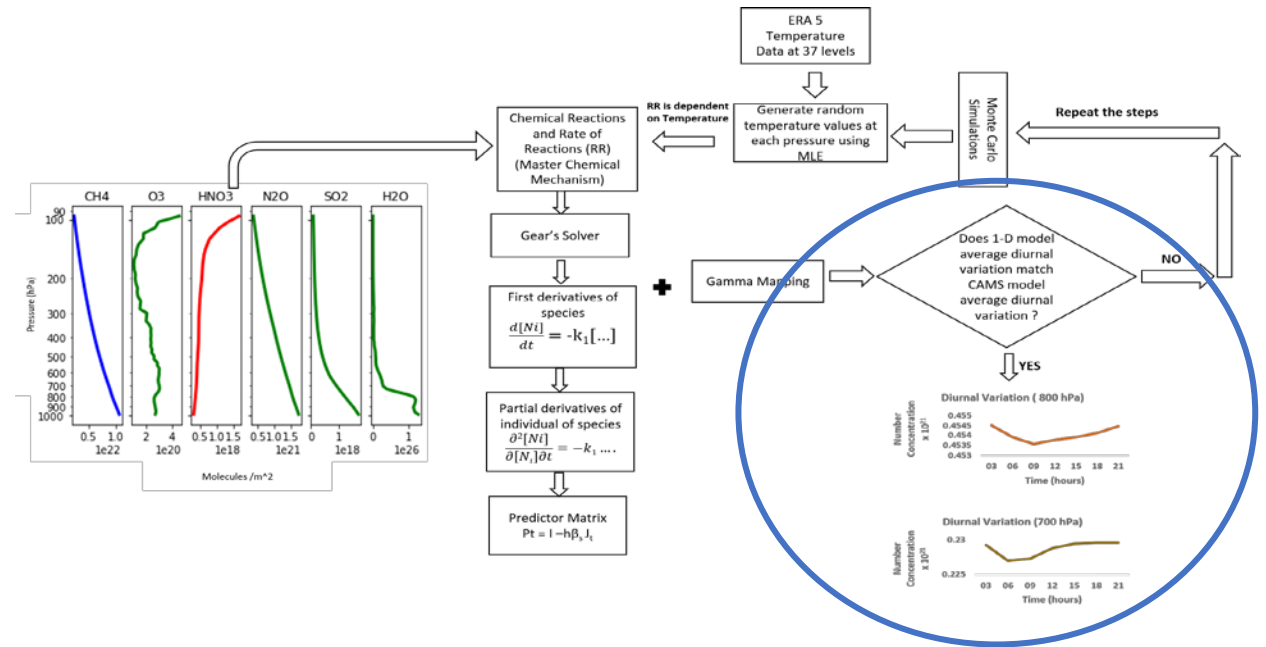 ERA 5
Temperature
Data at 37 levels
Generate random
temperature values at
each pressure using
MLE
RR is dependent
on Temperature
Monte Carlo
Simulations
Repeat the steps
Chemical Reactions
and Rate of
Reactions (RR)
(Master Chemical
Mechanism)
Gear's Solver
First derivatives of
species
d[Ni]/dt = -k₁[...]
Partial derivatives of
individual of species
∂²[Ni]/∂[Nᵢ]∂t = −k₁ ….
Predictor Matrix
Pt = I −hβₛ Jₜ
+
Gamma Mapping
Does 1-D model
average diurnal
variation match
CAMS model
average diurnal
variation ?
NO
YES
CH4 O3 HNO3 N2O SO2 H2O
Pressure (hPa)
90
100
200
300
400
500
600
700
800
900
1000
0.5 1.0
1e22
2 4
1e20
0.5 1.0 1.5
1e18
0.5 1.0 1.5
1e21
0 1
1e18
0 1
1e26
Molecules /m^2
Diurnal Variation ( 800 hPa)
Number
Concentration
x 10²¹
0.455
0.4545
0.454
0.4535
0.453
03 06 09 12 15 18 21
Time (hours)
Diurnal Variation (700 hPa)
Number
Concentration
0.23
0.225
03 06 09 12 15 18 21
Time (hours)